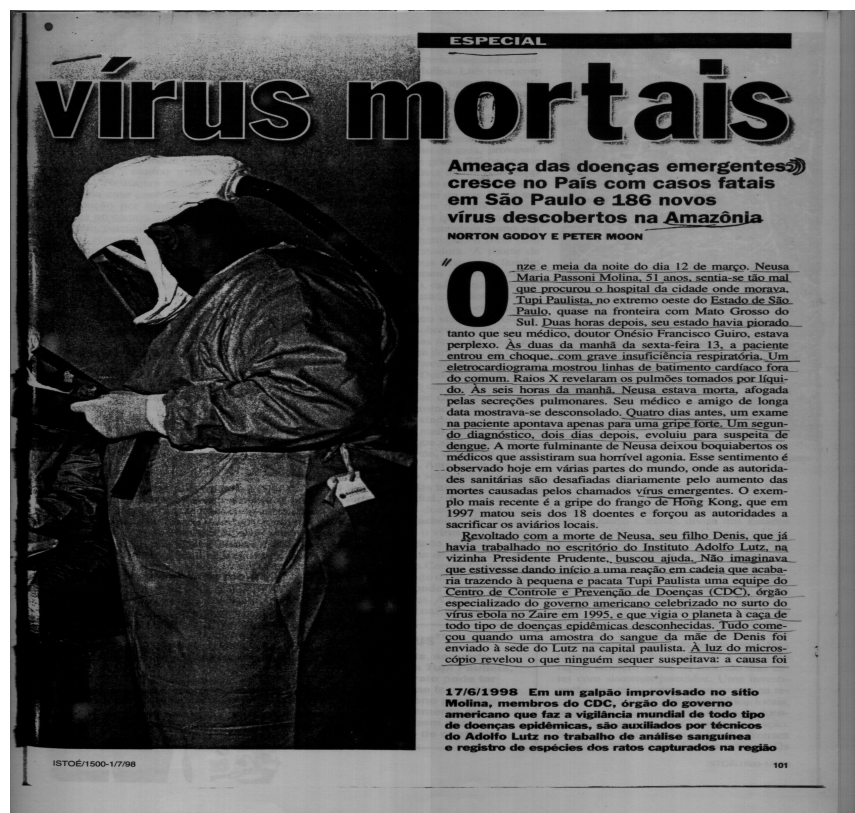 ESPECIAL
vírus mortais
Ameaça das doenças emergentes
cresce no País com casos fatais
em São Paulo e 186 novos
vírus descobertos na Amazônia
NORTON GODOY E PETER MOON
Onze e meia da noite do dia 12 de março. Neusa
Maria Passoni Molina, 51 anos, sentia-se tão mal
que procurou o hospital da cidade onde morava,
Tupi Paulista, no extremo oeste do Estado de São
Paulo, quase na fronteira com Mato Grosso do
Sul. Duas horas depois, seu estado havia piorado
tanto que seu médico, doutor Onésio Francisco Guiro, estava
perplexo. Às duas da manhã da sexta-feira 13, a paciente
entrou em choque, com grave insuficiência respiratória. Um
eletrocardiograma mostrou linhas de batimento cardíaco fora
do comum. Raios X revelaram os pulmões tomados por líqui-
do. Às seis horas da manhã, Neusa estava morta, afogada
pelas secreções pulmonares. Seu médico e amigo de longa
data mostrava-se desconsolado. Quatro dias antes, um exame
na paciente apontava apenas para uma gripe forte. Um segun-
do diagnóstico, dois dias depois, evoluiu para suspeita de
dengue. A morte fulminante de Neusa deixou boquiabertos os
médicos que assistiram sua horrível agonia. Esse sentimento é
observado hoje em várias partes do mundo, onde as autorida-
des sanitárias são desafiadas diariamente pelo aumento das
mortes causadas pelos chamados vírus emergentes. O exem-
plo mais recente é a gripe do frango de Hong Kong, que em
1997 matou seis dos 18 doentes e forçou as autoridades a
sacrificar os aviários locais.
Revoltado com a morte de Neusa, seu filho Denis, que já
havia trabalhado no escritório do Instituto Adolfo Lutz, na
vizinha Presidente Prudente, buscou ajuda. Não imaginava
que estivesse dando início a uma reação em cadeia que acaba-
ria trazendo à pequena e pacata Tupi Paulista uma equipe do
Centro de Controle e Prevenção de Doenças (CDC), órgão
especializado do governo americano celebrizado no surto do
vírus ebola no Zaire em 1995, e que vigia o planeta à caça de
todo tipo de doenças epidêmicas desconhecidas. Tudo come-
çou quando uma amostra do sangue da mãe de Denis foi
enviado à sede do Lutz na capital paulista. À luz do micros-
cópio revelou o que ninguém sequer suspeitava: a causa foi
17/6/1998 Em um galpão improvisado no sítio
Molina, membros do CDC, órgão do governo
americano que faz a vigilância mundial de todo tipo
de doenças epidêmicas, são auxiliados por técnicos
do Adolfo Lutz no trabalho de análise sanguínea
e registro de espécies dos ratos capturados na região
ISTOÉ/1500-1/7/98
101